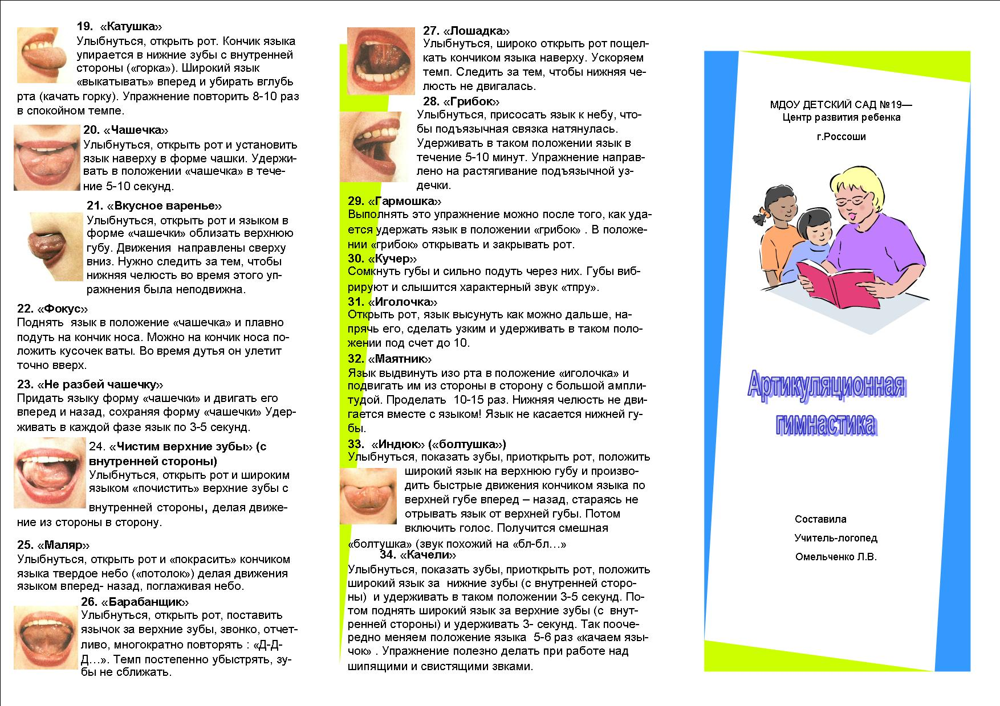 19.  «Катушка»
Улыбнуться, открыть рот. Кончик языка
упирается в нижние зубы с внутренней
стороны («горка»). Широкий язык
«выкатывать» вперед и убирать вглубь
рта (качать горку). Упражнение повторить 8-10 раз
в спокойном темпе.
20. «Чашечка»
Улыбнуться, открыть рот и установить
язык наверху в форме чашки. Удержи-
вать в положении «чашечка» в тече-
ние 5-10 секунд.
21. «Вкусное варенье»
Улыбнуться, открыть рот и языком в
форме «чашечки» облизать верхнюю
губу. Движения  направлены сверху
вниз. Нужно следить за тем, чтобы
нижняя челюсть во время этого уп-
ражнения была неподвижна.
22. «Фокус»
Поднять  язык в положение «чашечка» и плавно
подуть на кончик носа. Можно на кончик носа по-
ложить кусочек ваты. Во время дутья он улетит
точно вверх.
23. «Не разбей чашечку»
Придать языку форму «чашечки» и двигать его
вперед и назад, сохраняя форму «чашечки» Удер-
живать в каждой фазе язык по 3-5 секунд.
24. «Чистим верхние зубы» (с
внутренней стороны)
Улыбнуться, открыть рот и широким
языком «почистить» верхние зубы с
внутренней стороны, делая движе-
ние из стороны в сторону.
25. «Маляр»
Улыбнуться, открыть рот и «покрасить» кончиком
языка твердое небо («потолок») делая движения
языком вперед- назад, поглаживая небо.
26. «Барабанщик»
Улыбнуться, открыть рот, поставить
язычок за верхние зубы, звонко, отчет-
ливо, многократно повторять : «Д-Д-
Д…». Темп постепенно убыстрять, зу-
бы не сближать.
27. «Лошадка»
Улыбнуться, широко открыть рот пощел-
кать кончиком языка наверху. Ускоряем
темп. Следить за тем, чтобы нижняя че-
люсть не двигалась.
28. «Грибок»
Улыбнуться, присосать язык к небу, что-
бы подъязычная связка натянулась.
Удерживать в таком положении язык в
течение 5-10 минут. Упражнение направ-
лено на растягивание подъязычной уз-
дечки.
29. «Гармошка»
Выполнять это упражнение можно после того, как уда-
ется удержать язык в положении «грибок» . В положе-
нии «грибок» открывать и закрывать рот.
30. «Кучер»
Сомкнуть губы и сильно подуть через них. Губы виб-
рируют и слышится характерный звук «тпру».
31. «Иголочка»
Открыть рот, язык высунуть как можно дальше, на-
прячь его, сделать узким и удерживать в таком поло-
жении под счет до 10.
32. «Маятник»
Язык выдвинуть изо рта в положение «иголочка» и
подвигать им из стороны в сторону с большой ампли-
тудой. Проделать  10-15 раз. Нижняя челюсть не дви-
гается вместе с языком! Язык не касается нижней гу-
бы.
33.  «Индюк» («болтушка»)
Улыбнуться, показать зубы, приоткрыть рот, положить
широкий язык на верхнюю губу и произво-
дить быстрые движения кончиком языка по
верхней губе вперед – назад, стараясь не
отрывать язык от верхней губы. Потом
включить голос. Получится смешная
«болтушка» (звук похожий на «бл-бл…»
34. «Качели»
Улыбнуться, показать зубы, приоткрыть рот, положить
широкий язык за  нижние зубы (с внутренней сторо-
ны)  и удерживать в таком положении 3-5 секунд. По-
том поднять широкий язык за верхние зубы (с  внут-
ренней стороны) и удерживать 3- секунд. Так пооче-
редно меняем положение языка  5-6 раз «качаем язы-
чок» . Упражнение полезно делать при работе над
шипящими и свистящими звками.
МДОУ ДЕТСКИЙ САД №19—
Центр развития ребенка
г.Россоши
Артикуляционная
гимнастика
Составила
Учитель-логопед
Омельченко Л.В.